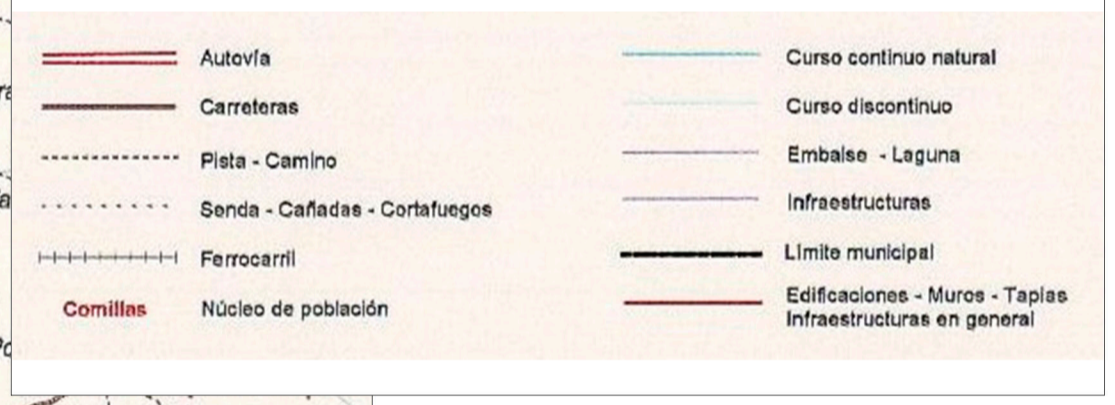 Autovía
Carreteras
Pista - Camino
Senda - Cañadas - Cortafuegos
Ferrocarril
Comillas Núcleo de población
Curso continuo natural
Curso discontinuo
Embalse - Laguna
Infraestructuras
Límite municipal
Edificaciones - Muros - Tapias
Infraestructuras en general